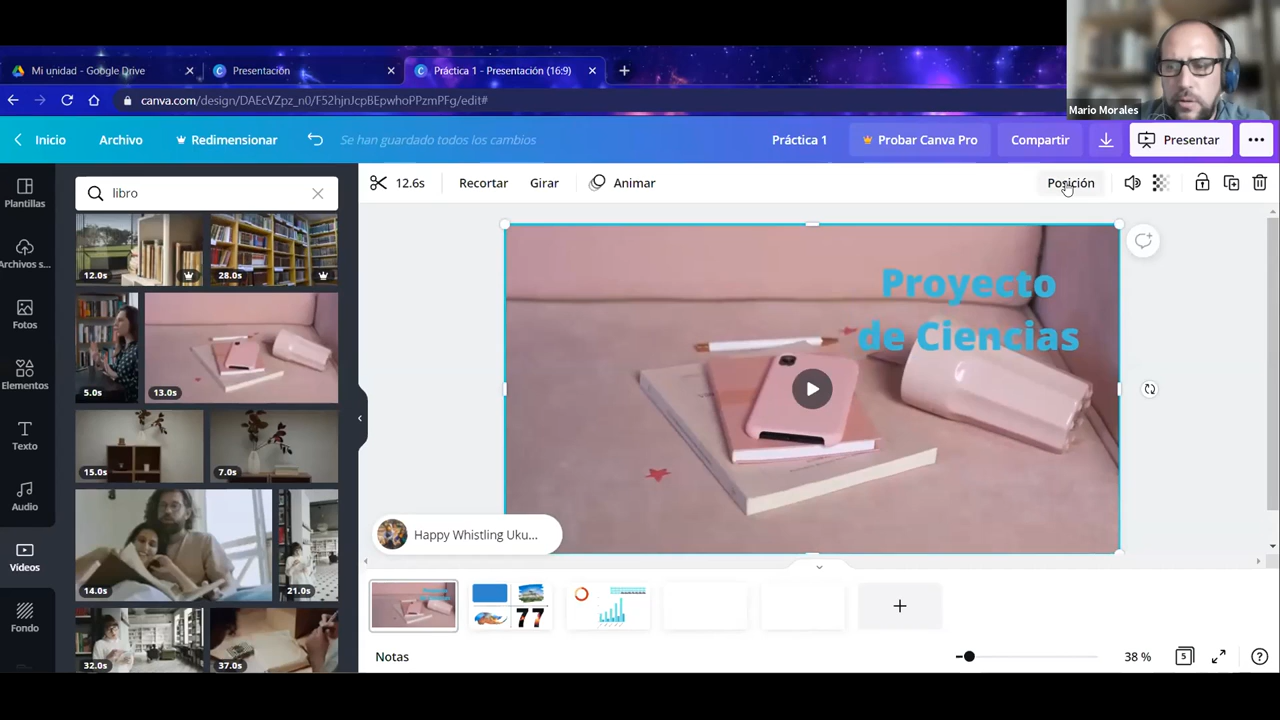 Mi unidad - Google Drive
Presentación
Práctica 1 - Presentación (16:9)
canva.com/design/DAEcVZpz_n0/F52hjnJcpBEpwhoPPzmPFg/edit#
Mario Morales
Inicio
Archivo
Redimensionar
Se han guardado todos los cambios
Práctica 1
Probar Canva Pro
Compartir
Presentar
Plantillas
Archivos s...
Fotos
Elementos
Texto
Audio
Vídeos
Fondo
libro
12.0s
28.0s
5.0s
13.0s
15.0s
7.0s
14.0s
21.0s
32.0s
37.0s
12.6s
Recortar
Girar
Animar
Posición
Proyecto
de Ciencias
Happy Whistling Uku...
77
Notas
38 %
5